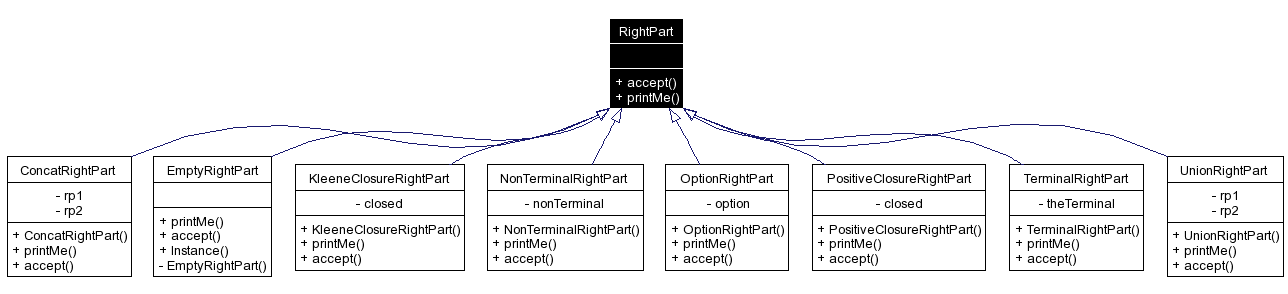 RightPart
+ accept()
+ printMe()
ConcatRightPart
- rp1
- rp2
+ ConcatRightPart()
+ printMe()
+ accept()
EmptyRightPart
+ printMe()
+ accept()
+ Instance()
- EmptyRightPart()
KleeneClosureRightPart
- closed
+ KleeneClosureRightPart()
+ printMe()
+ accept()
NonTerminalRightPart
- nonTerminal
+ NonTerminalRightPart()
+ printMe()
+ accept()
OptionRightPart
- option
+ OptionRightPart()
+ printMe()
+ accept()
PositiveClosureRightPart
- closed
+ PositiveClosureRightPart()
+ printMe()
+ accept()
TerminalRightPart
- theTerminal
+ TerminalRightPart()
+ printMe()
+ accept()
UnionRightPart
- rp1
- rp2
+ UnionRightPart()
+ printMe()
+ accept()